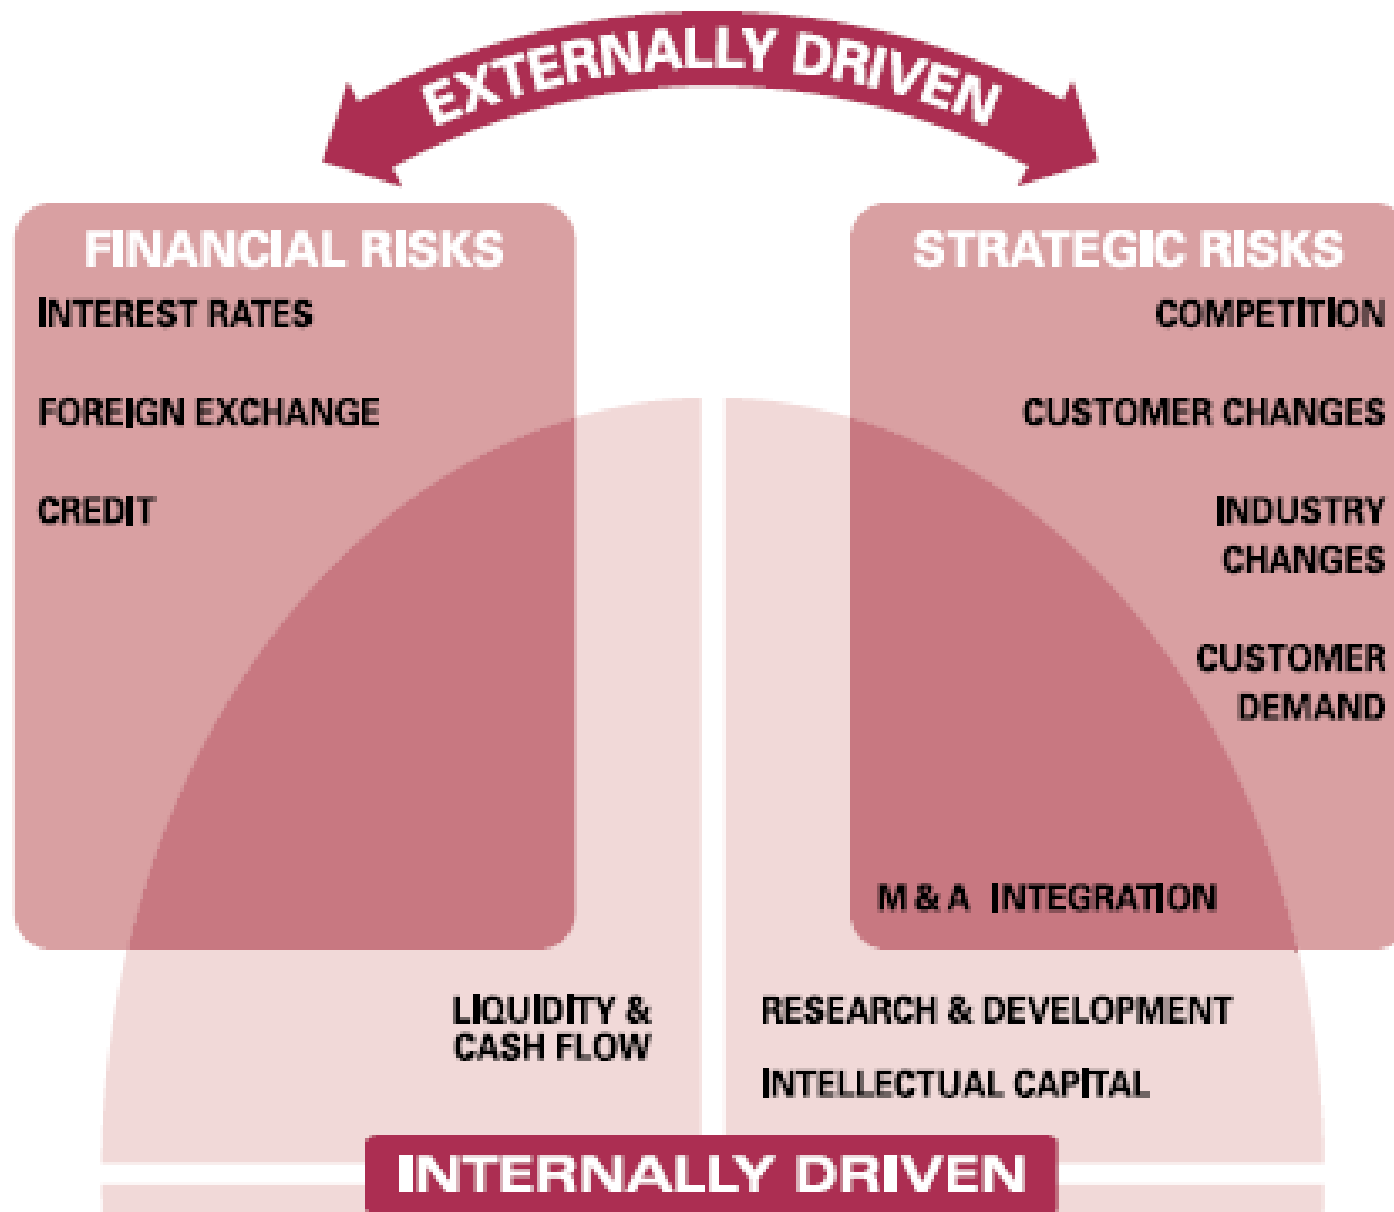 EXTERNALLY DRIVEN
FINANCIAL RISKS
INTEREST RATES
FOREIGN EXCHANGE
CREDIT
STRATEGIC RISKS
COMPETITION
CUSTOMER CHANGES
INDUSTRY
CHANGES
CUSTOMER
DEMAND
M & A INTEGRATION
LIQUIDITY &
CASH FLOW
RESEARCH & DEVELOPMENT
INTELLECTUAL CAPITAL
INTERNALLY DRIVEN